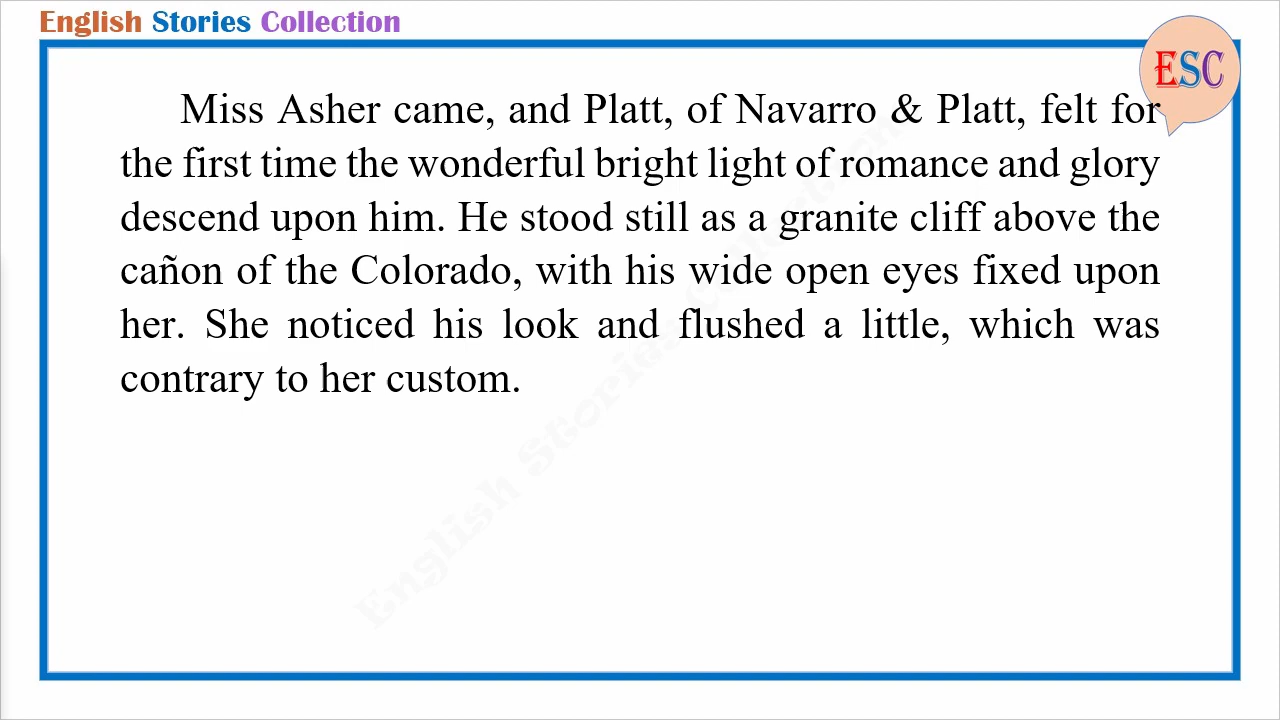 English Stories Collection
ESC
Miss Asher came, and Platt, of Navarro & Platt, felt for
the first time the wonderful bright light of romance and glory
descend upon him. He stood still as a granite cliff above the
cañon of the Colorado, with his wide open eyes fixed upon
her. She noticed his look and flushed a little, which was
contrary to her custom.
English Stories Collection